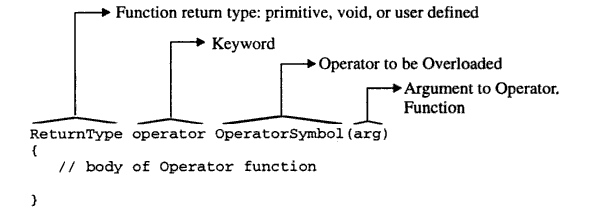 Function return type: primitive, void, or user defined
Keyword
Operator to be Overloaded
Argument to Operator.
Function
ReturnType operator OperatorSymbol(arg)
{
// body of Operator function
}